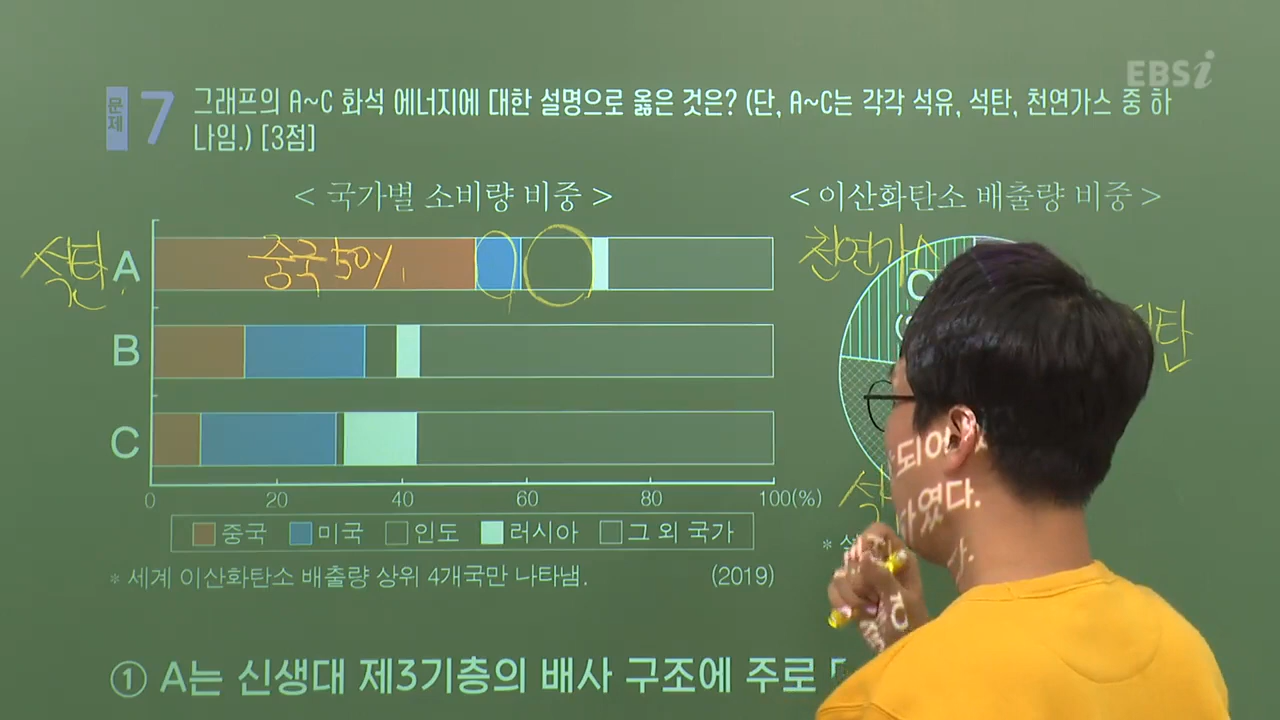 EBSi
문제 7 그래프의 A~C 화석 에너지에 대한 설명으로 옳은 것은? (단, A~C는 각각 석유, 석탄, 천연가스 중 하
나임.) [3점]
< 국가별 소비량 비중 >
< 이산화탄소 배출량 비중 >
석탄 A 중국 50%
B
C
0 20 40 60 80 100(%)
중국 미국 인도 러시아 그 외 국가
* 세계 이산화탄소 배출량 상위 4개국만 나타냄. (2019)
천연가스
C
탄
석
*
되어
였다.
① A는 신생대 제3기층의 배사 구조에 주로